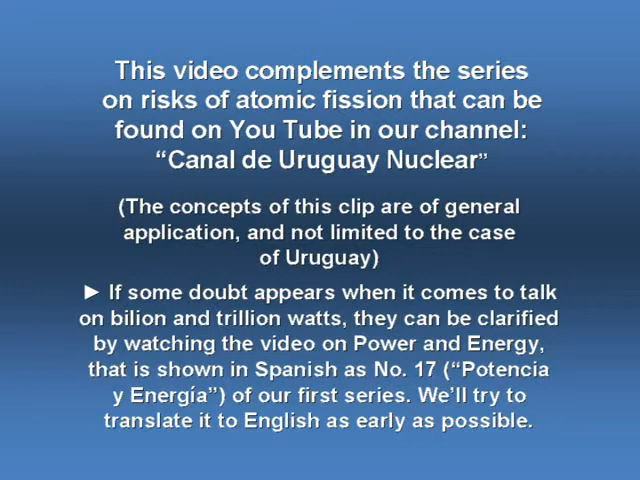 This video complements the series
on risks of atomic fission that can be
found on You Tube in our channel:
“Canal de Uruguay Nuclear”
(The concepts of this clip are of general
application, and not limited to the case
of Uruguay)
► If some doubt appears when it comes to talk
on bilion and trillion watts, they can be clarified
by watching the video on Power and Energy,
that is shown in Spanish as No. 17 (“Potencia
y Energía”) of our first series. We’ll try to
translate it to English as early as possible.